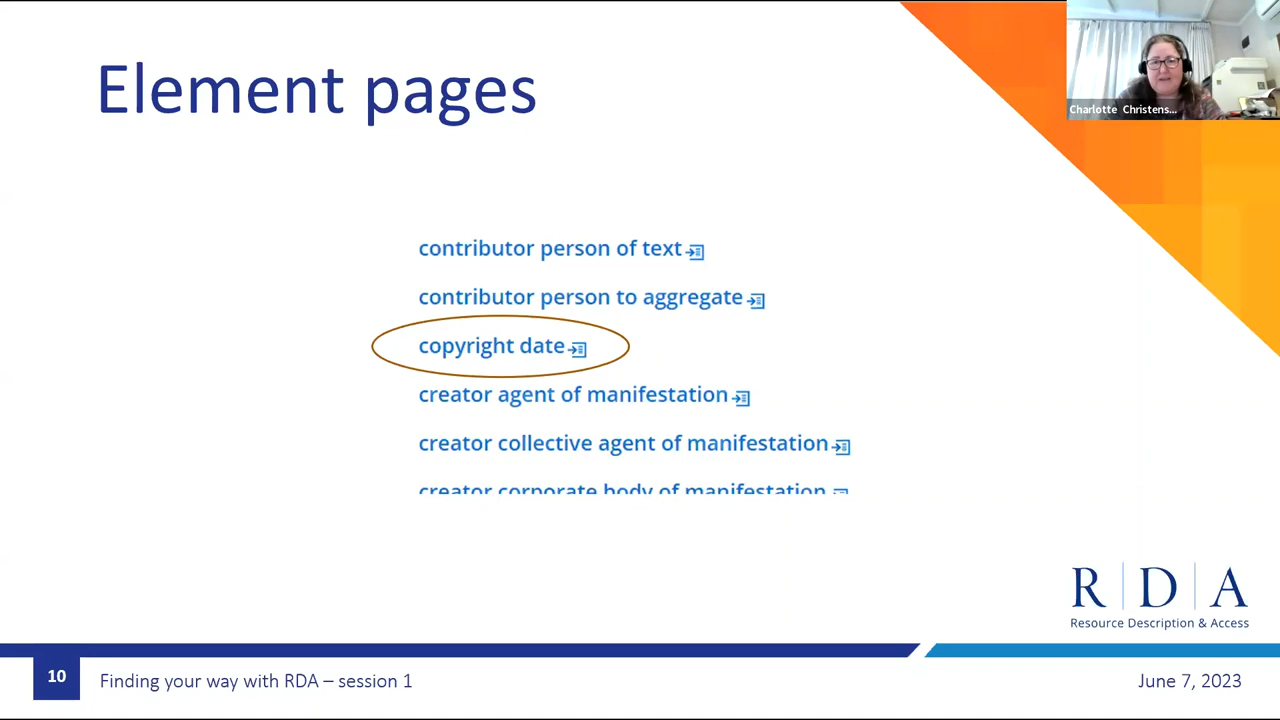 Element pages
Charlotte Christens...
contributor person of text
contributor person to aggregate
copyright date
creator agent of manifestation
creator collective agent of manifestation
creator corporate body of manifestation
R|D|A
Resource Description & Access
10
Finding your way with RDA – session 1
June 7, 2023